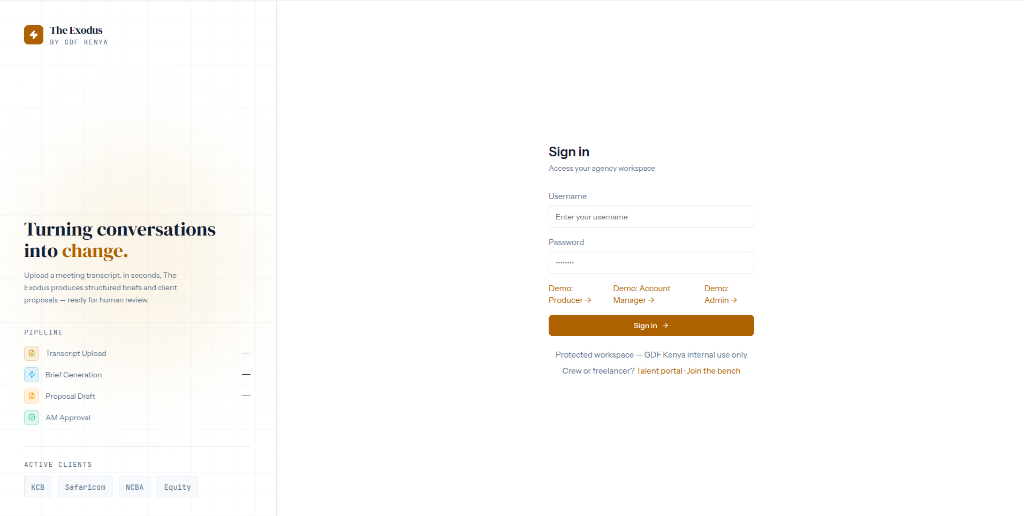 The Exodus
BY GDF KENYA
Turning conversations
into change.
Upload a meeting transcript. In seconds, The
Exodus produces structured briefs and client
proposals — ready for human review.
PIPELINE
Transcript Upload
Brief Generation
Proposal Draft
AM Approval
ACTIVE CLIENTS
KCB
Safaricom
NCBA
Equity
Sign in
Access your agency workspace
Username
Enter your username
Password
••••••••
Demo:
Producer →
Demo: Account
Manager →
Demo:
Admin →
Sign in →
Protected workspace — GDF Kenya internal use only
Crew or freelancer? Talent portal · Join the bench